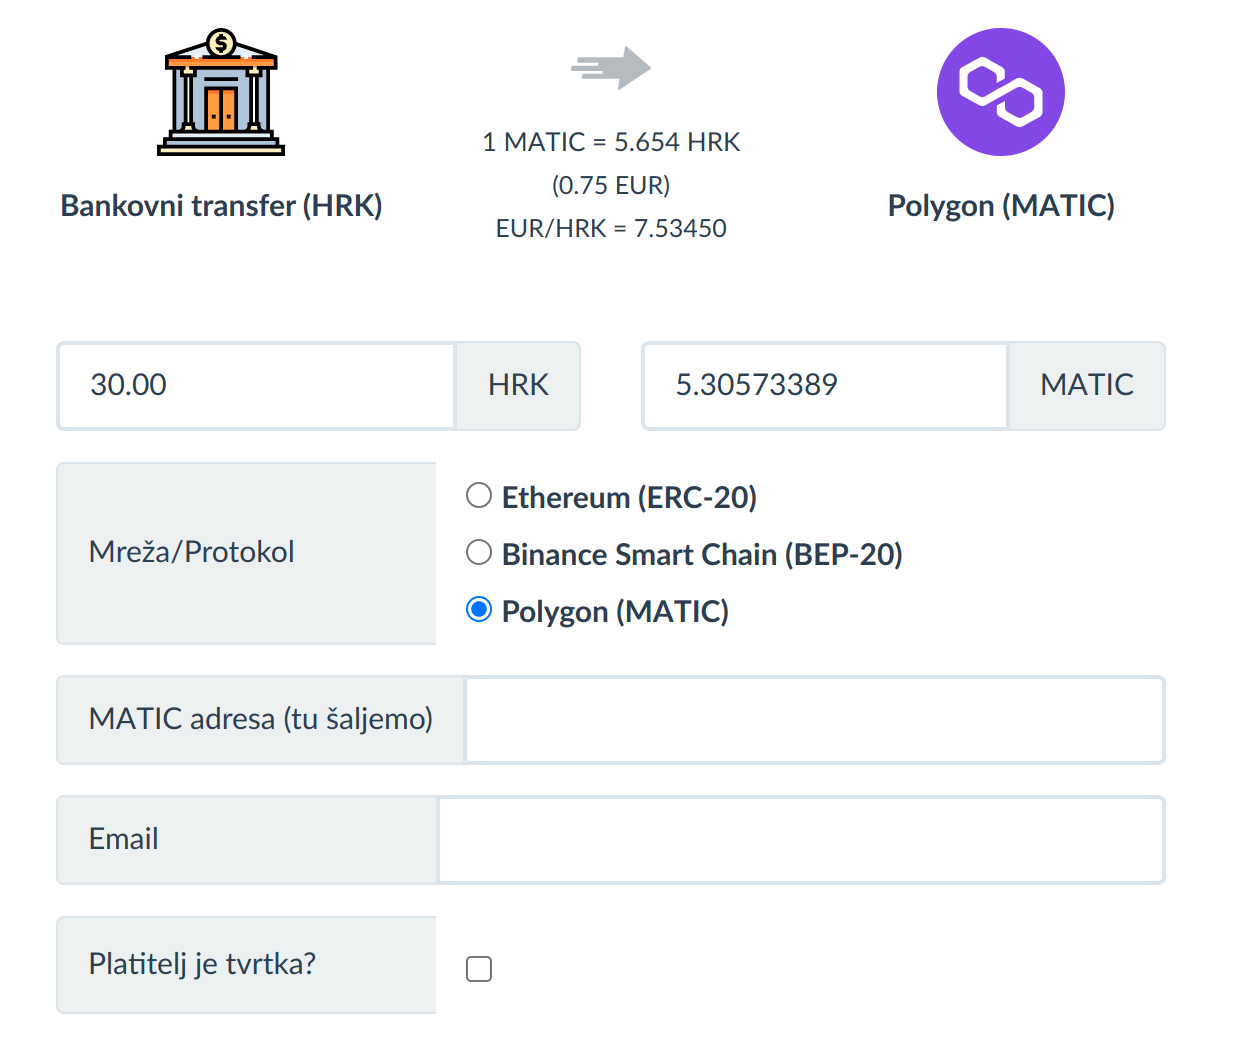 1 MATIC = 5.654 HRK
(0.75 EUR)
EUR/HRK = 7.53450
Bankovni transfer (HRK)
Polygon (MATIC)
30.00 HRK
5.30573389 MATIC
Mreža/Protokol
Ethereum (ERC-20)
Binance Smart Chain (BEP-20)
Polygon (MATIC)
MATIC adresa (tu šaljemo)
Email
Platitelj je tvrtka?